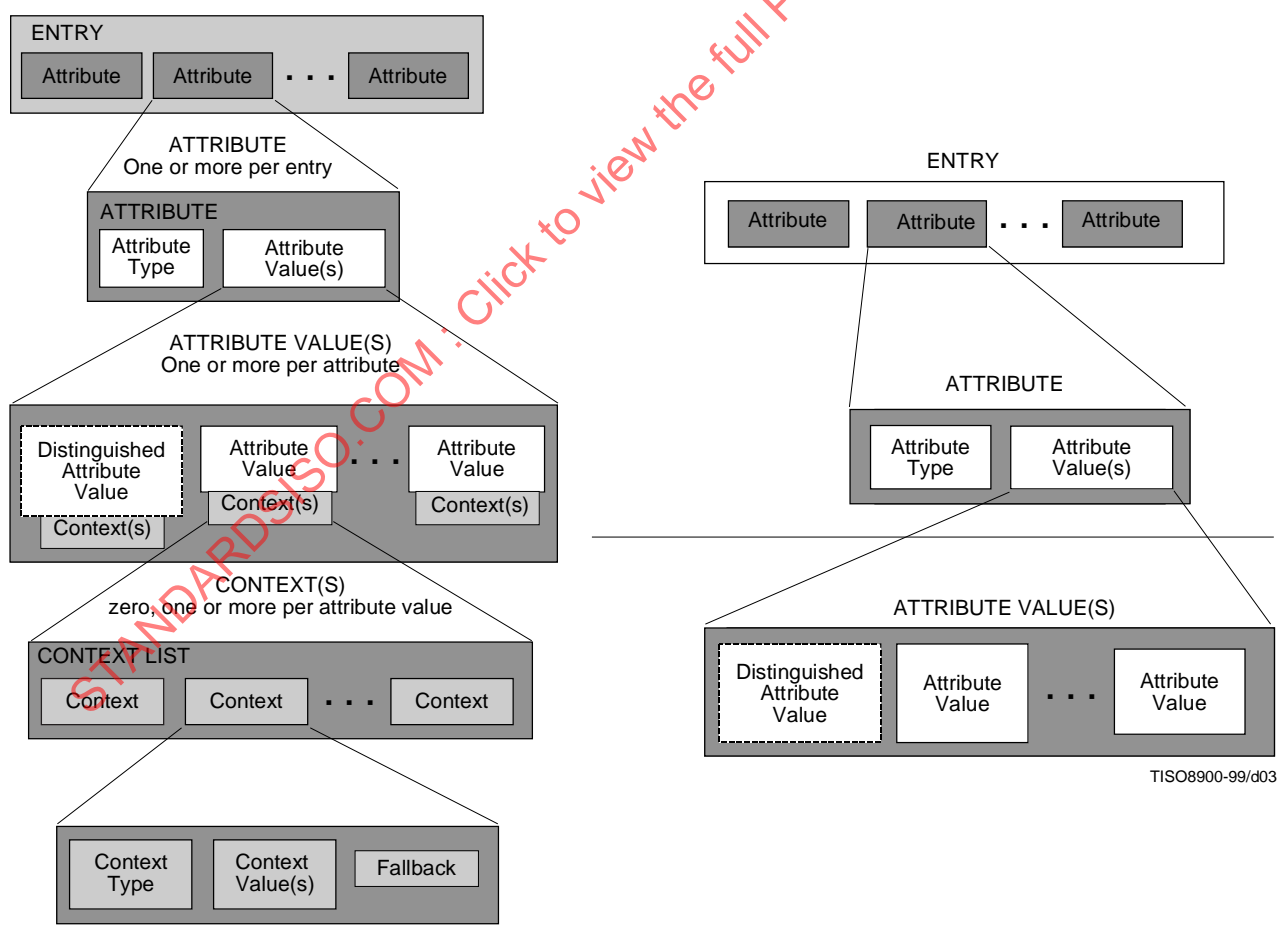 ENTRY
Attribute
Attribute
. . .
Attribute
ATTRIBUTE
One or more per entry
ATTRIBUTE
Attribute
Type
Attribute
Value(s)
ATTRIBUTE VALUE(S)
One or more per attribute
Distinguished
Attribute
Value
Context(s)
Attribute
Value
Context(s)
. . .
Attribute
Value
Context(s)
CONTEXT(S)
zero, one or more per attribute value
CONTEXT LIST
Context
Context
. . .
Context
Context
Type
Context
Value(s)
Fallback
ENTRY
Attribute
Attribute
. . .
Attribute
ATTRIBUTE
Attribute
Type
Attribute
Value(s)
ATTRIBUTE VALUE(S)
Distinguished
Attribute
Value
Attribute
Value
. . .
Attribute
Value
TISO8900-99/d03
STANDARDSISO.COM : Click to view the full